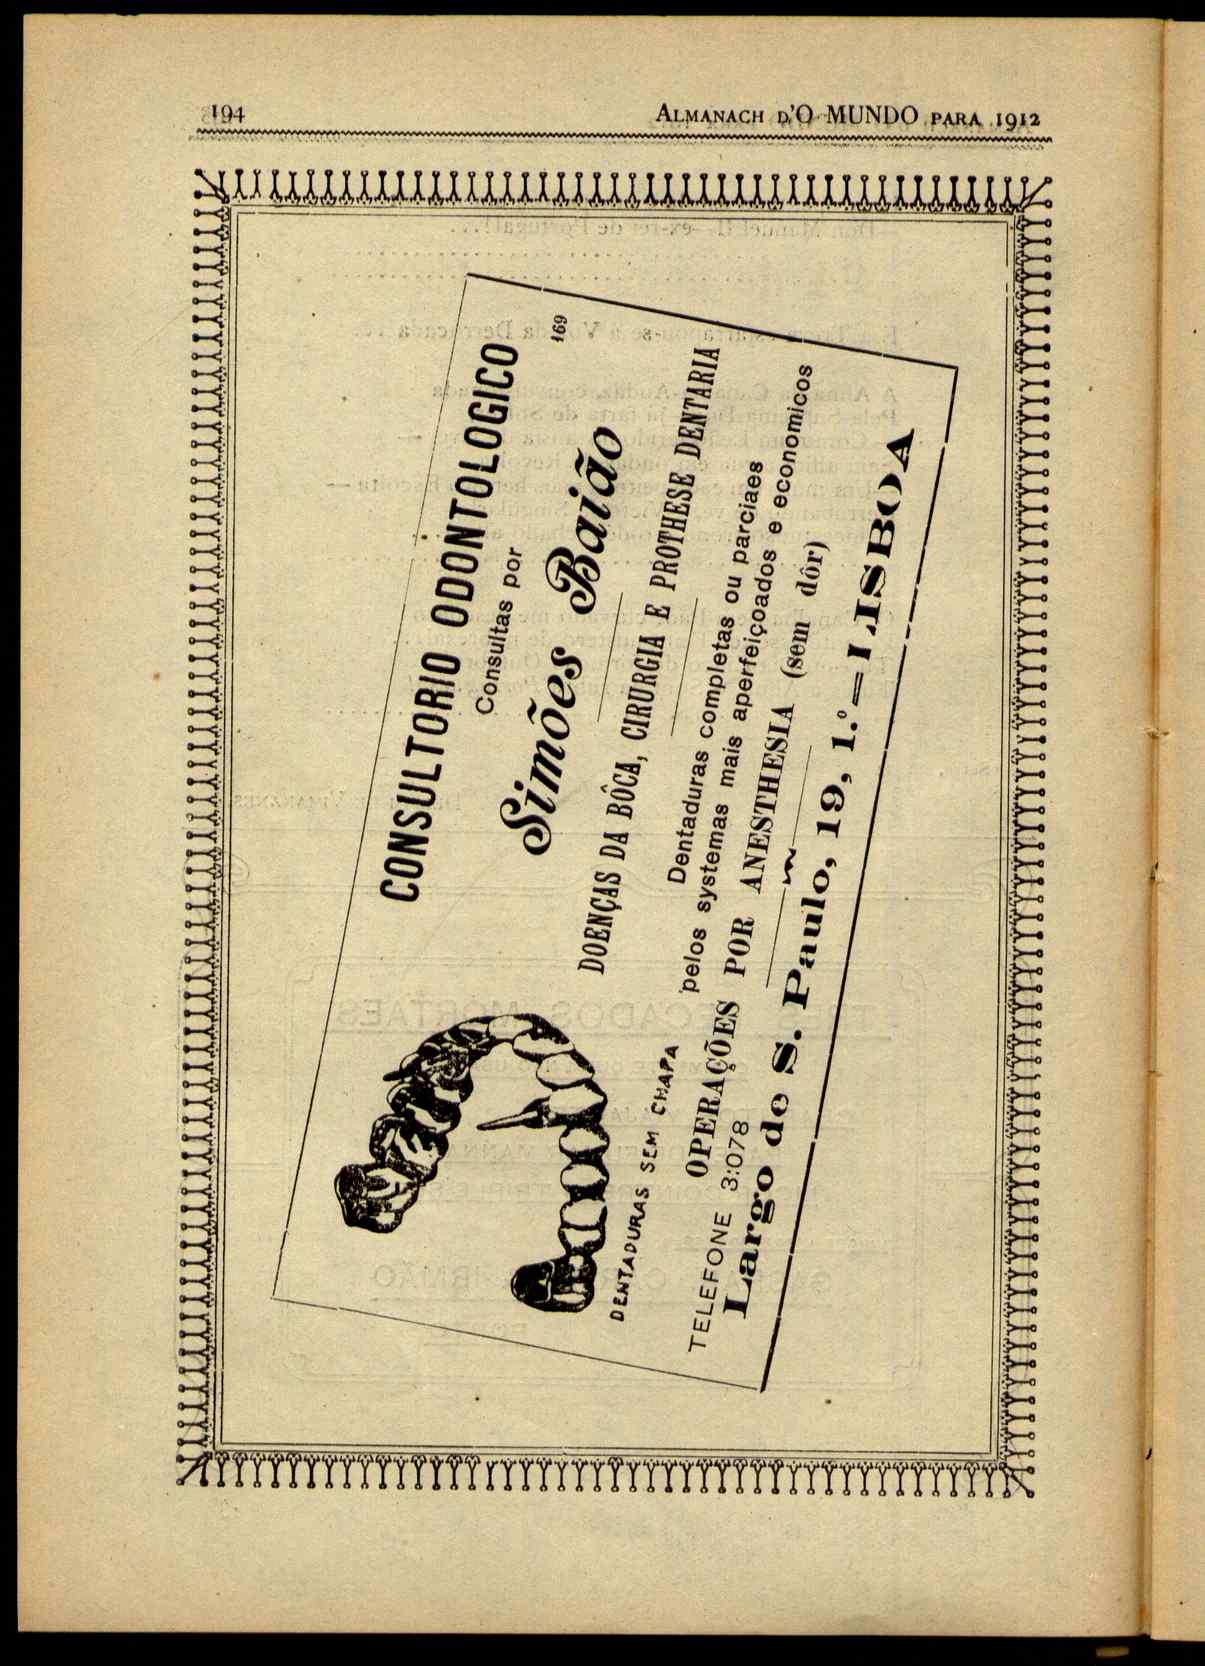 194
ALMANACH D'O MUNDO PARA 1912
CONSULTORIO ODONTOLOGICO
169
Consultas por
Simões Baião
DOENÇAS DA BÔCA, CIRURGIA E PROTHESE DENTARIA
Dentaduras completas ou parciaes
pelos systemas mais aperfeiçoados e economicos
DENTADURAS SEM CHAPA
OPERAÇÕES POR ANESTHESIA (sem dôr)
TELEFONE 3:078
Largo de S. Paulo, 19, 1.º=LISBOA